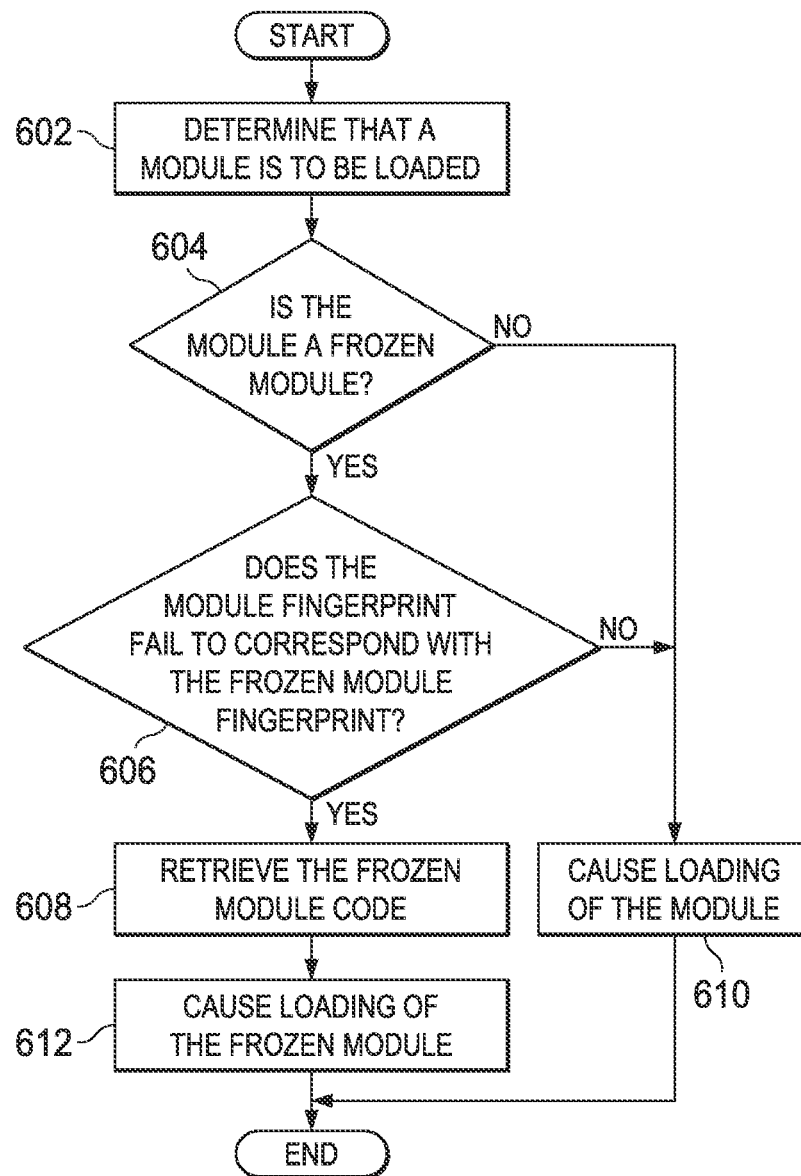 START
602
DETERMINE THAT A
MODULE IS TO BE LOADED
604
IS THE
MODULE A FROZEN
MODULE?
NO
YES
DOES THE
MODULE FINGERPRINT
FAIL TO CORRESPOND WITH
THE FROZEN MODULE
FINGERPRINT?
NO
606
YES
608
RETRIEVE THE FROZEN
MODULE CODE
CAUSE LOADING
OF THE MODULE
610
612
CAUSE LOADING OF
THE FROZEN MODULE
END